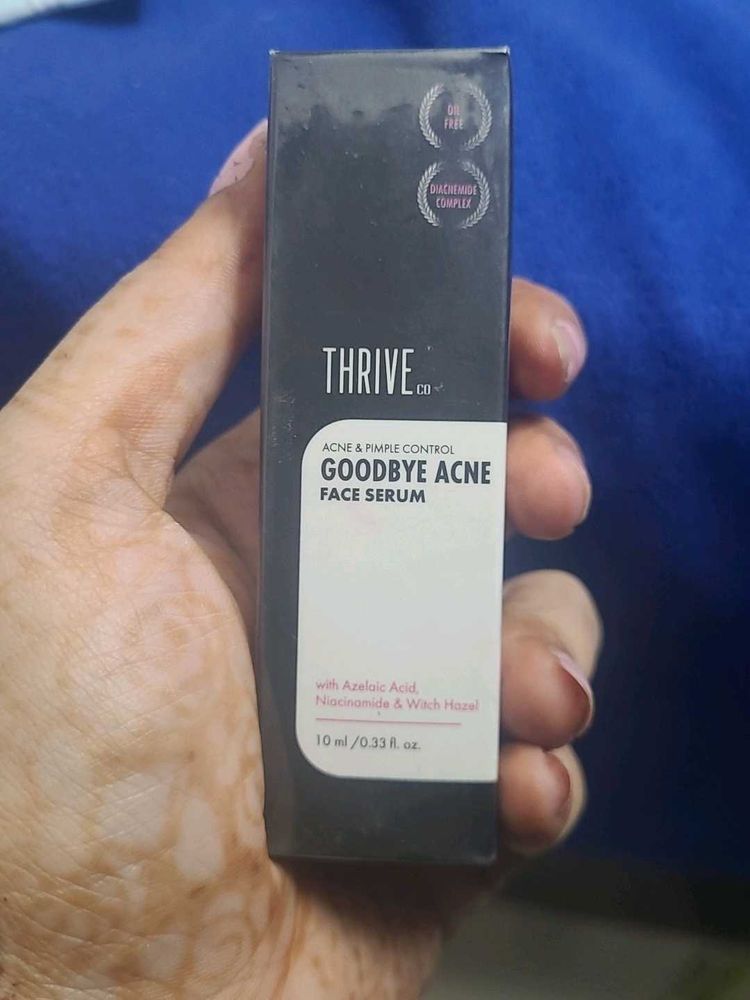 OIL
FREE
DIACNEMIDE
COMPLEX
THRIVE CO
ACNE & PIMPLE CONTROL
GOODBYE ACNE
FACE SERUM
with Azelaic Acid,
Niacinamide & Witch Hazel
10 ml /0.33 fl. oz.